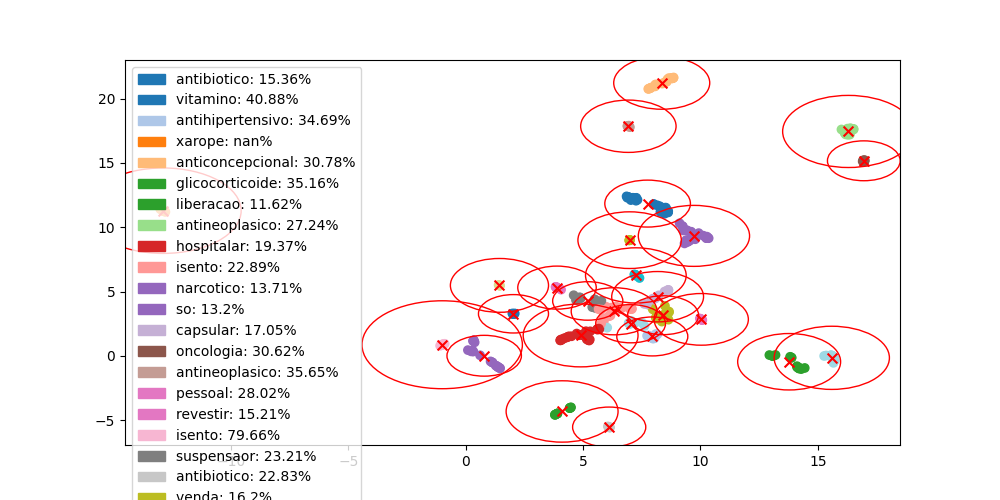 antibiotico: 15.36%
vitamino: 40.88%
antihipertensivo: 34.69%
xarope: nan%
anticoncepcional: 30.78%
glicocorticoide: 35.16%
liberacao: 11.62%
antineoplasico: 27.24%
hospitalar: 19.37%
isento: 22.89%
narcotico: 13.71%
so: 13.2%
capsular: 17.05%
oncologia: 30.62%
antineoplasico: 35.65%
pessoal: 28.02%
revestir: 15.21%
isento: 79.66%
suspensaor: 23.21%
antibiotico: 22.83%
venda: 16.2%
20
15
10
5
0
−5
−10 −5 0 5 10 15